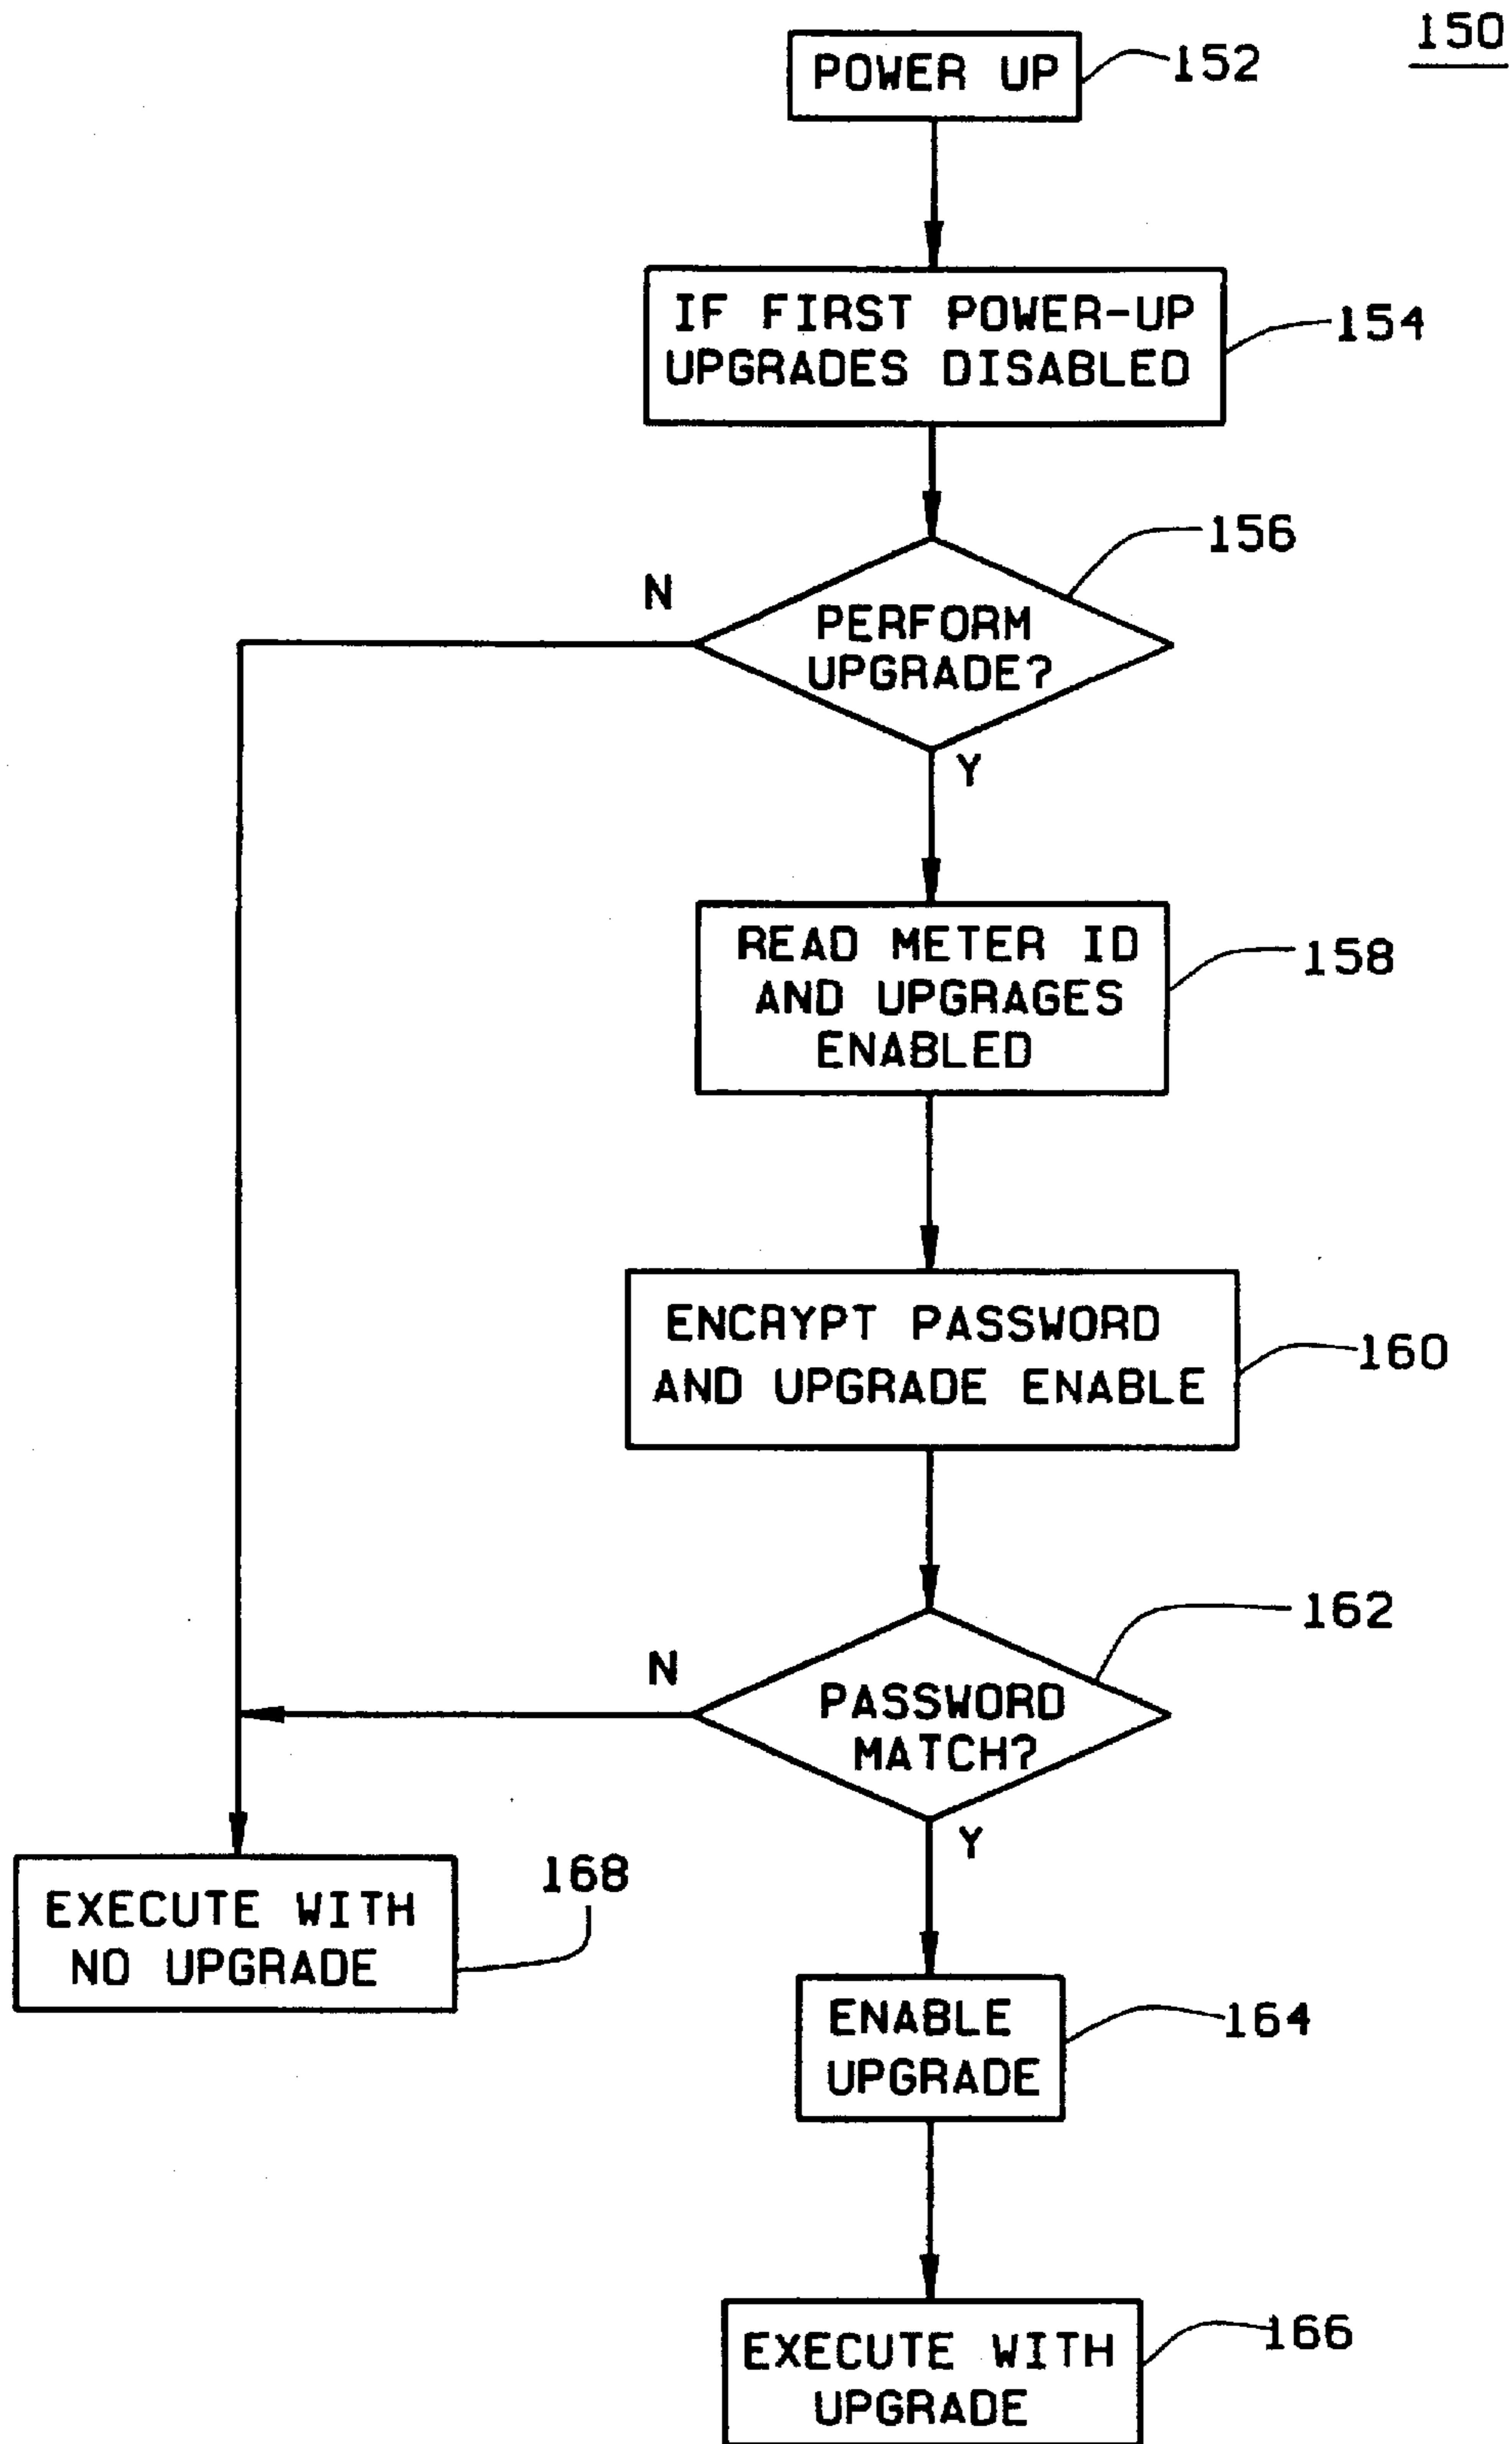 150
POWER UP
152
IF FIRST POWER-UP
UPGRADES DISABLED
154
156
N
PERFORM
UPGRADE?
Y
READ METER ID
AND UPGRAGES
ENABLED
158
ENCRYPT PASSWORD
AND UPGRADE ENABLE
160
162
N
PASSWORD
MATCH?
Y
168
EXECUTE WITH
NO UPGRADE
ENABLE
UPGRADE
164
EXECUTE WITH
UPGRADE
166